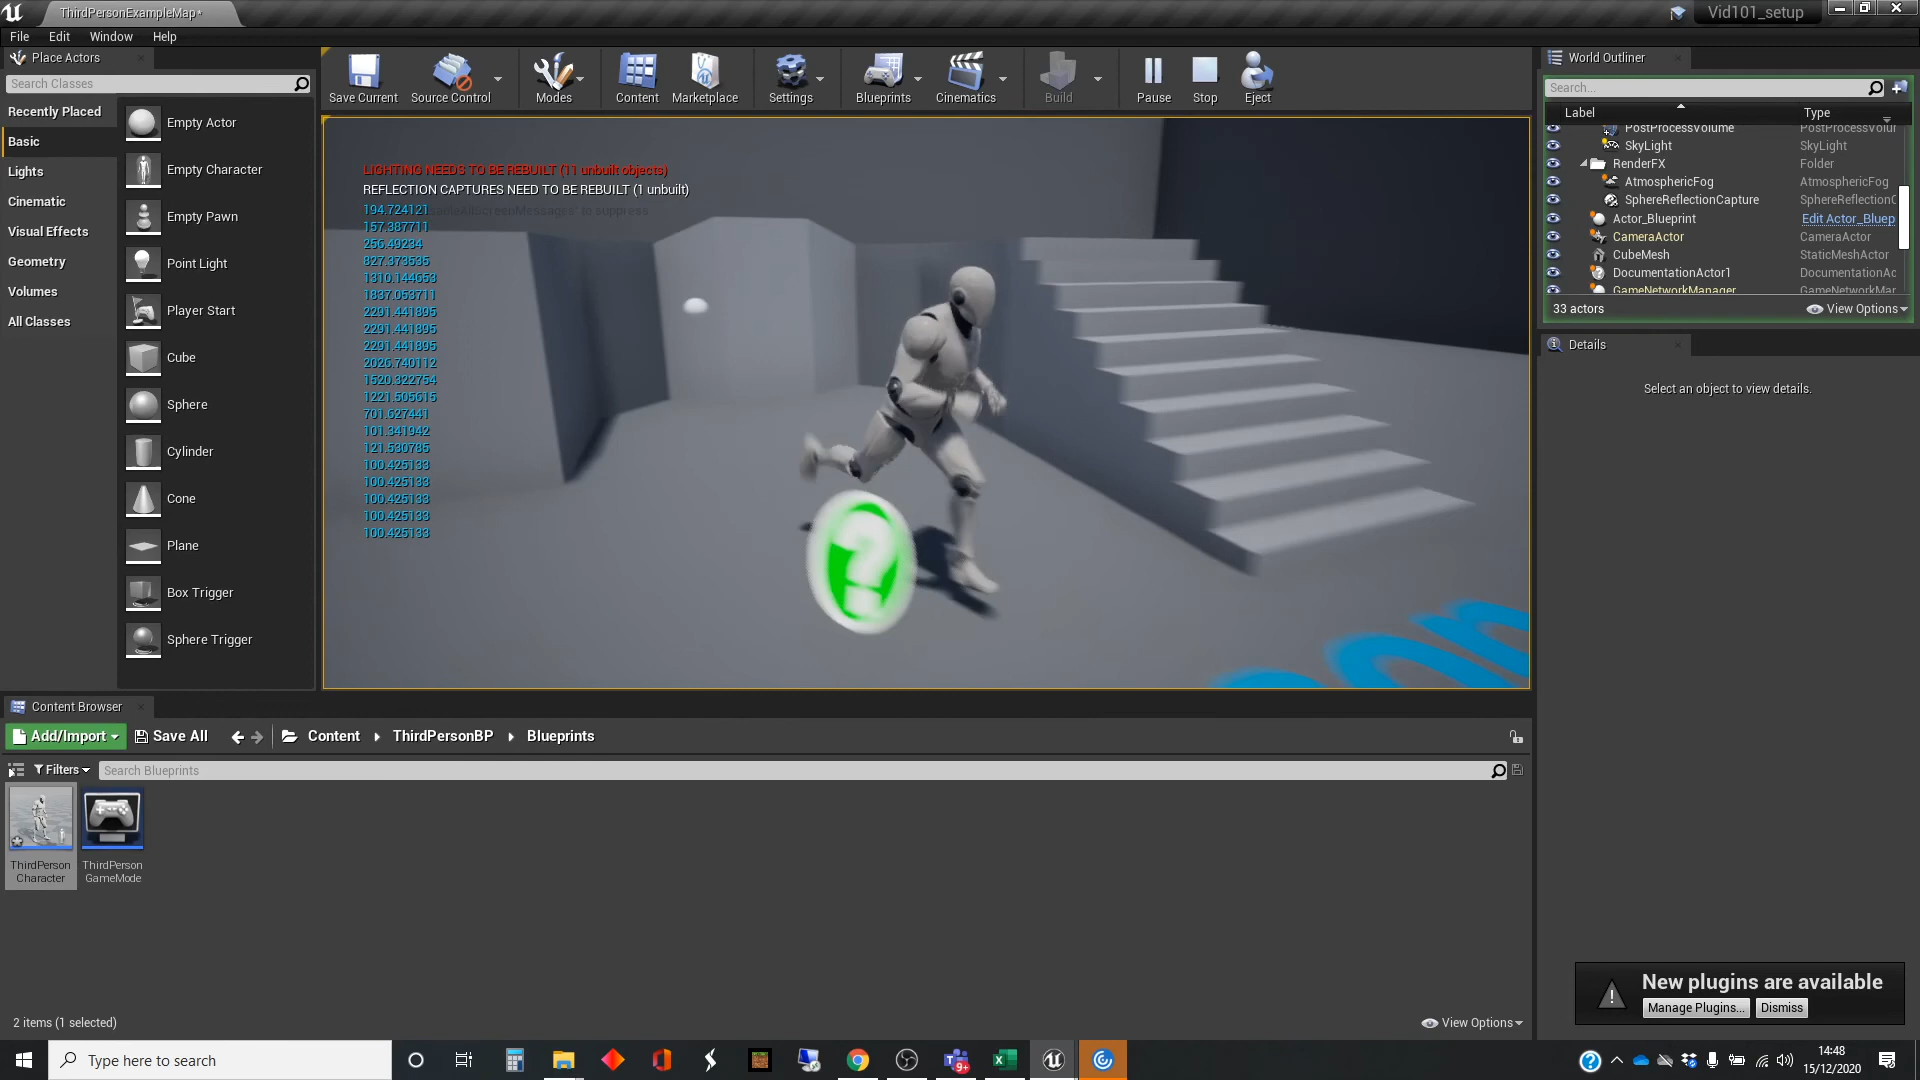 ThirdPersonExampleMap*
Vid101_setup
File Edit Window Help
Place Actors
Search Classes
Recently Placed
Basic
Lights
Cinematic
Visual Effects
Geometry
Volumes
All Classes
Empty Actor
Empty Character
Empty Pawn
Point Light
Player Start
Cube
Sphere
Cylinder
Cone
Plane
Box Trigger
Sphere Trigger
Save Current
Source Control
Modes
Content
Marketplace
Settings
Blueprints
Cinematics
Build
Pause
Stop
Eject
LIGHTING NEEDS TO BE REBUILT (11 unbuilt objects)
REFLECTION CAPTURES NEED TO BE REBUILT (1 unbuilt)
194.724121
to suppress
157.387711
256.49234
827.373535
1310.144653
1837.053711
2291.441895
2291.441895
2291.441895
2026.740112
1520.322754
1221.505615
701.627441
101.341942
121.530785
100.425133
100.425133
100.425133
100.425133
100.425133
World Outliner
Search...
Label Type
PostProcessVolume PostProcessVolur
SkyLight SkyLight
RenderFX Folder
AtmosphericFog AtmosphericFog
SphereReflectionCapture SphereReflectionC
Actor_Blueprint Edit Actor_Bluep
CameraActor CameraActor
CubeMesh StaticMeshActor
DocumentationActor1 DocumentationAc
GameNetworkManager GameNetworkMar
33 actors View Options
Details
Select an object to view details.
Content Browser
Add/Import Save All Content ThirdPersonBP Blueprints
Filters Search Blueprints
ThirdPerson
Character
ThirdPerson
GameMode
2 items (1 selected) View Options
New plugins are available
Manage Plugins... Dismiss
Type here to search
9+
14:48
15/12/2020